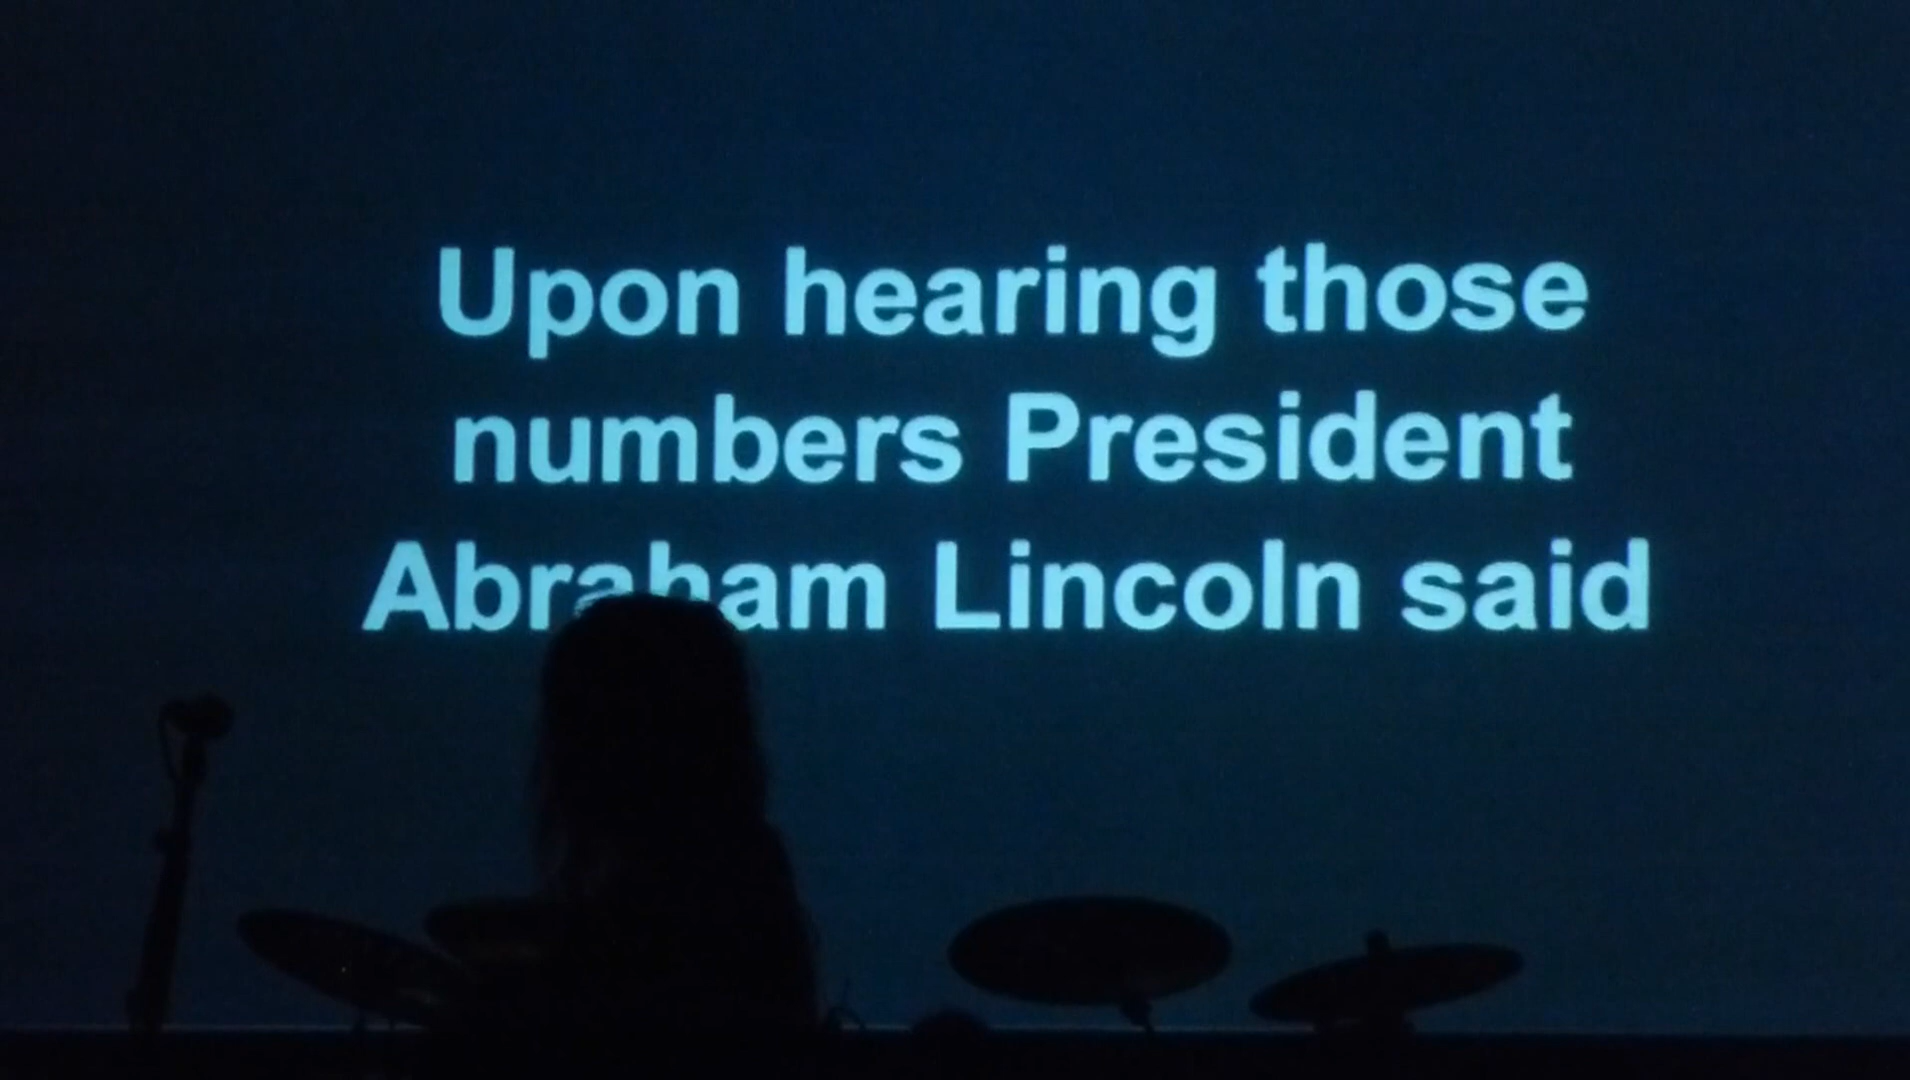 Upon hearing those
numbers President
Abraham Lincoln said